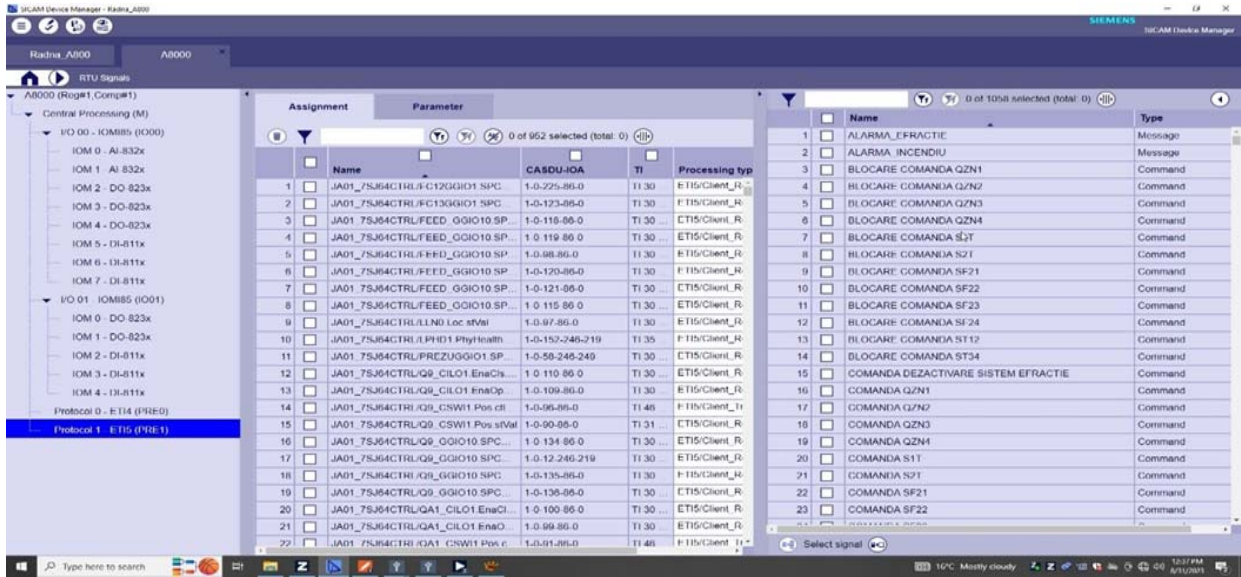 SICAM Device Manager - Radna_A800
SIEMENS
SICAM Device Manager
Radna_A800
A8000
RTU Signals
A8000 (Reg#1,Comp#1)
Central Processing (M)
I/O 00 - IOMI85 (IO00)
IOM 0 - AI-832x
IOM 1 - AI-832x
IOM 2 - DO-823x
IOM 3 - DO-823x
IOM 4 - DO-823x
IOM 5 - DI-811x
IOM 6 - DI-811x
IOM 7 - DI-811x
I/O 01 - IOMI85 (IO01)
IOM 0 - DO-823x
IOM 1 - DO-823x
IOM 2 - DI-811x
IOM 3 - DI-811x
IOM 4 - DI-811x
Protocol 0 - ETI4 (PRE0)
Protocol 1 - ETI5 (PRE1)
Assignment Parameter
0 of 952 selected (total: 0)
Name CASDU-IOA TI Processing typ
1 JA01_7SJ64CTRL/FC12GGIO1.SPC... 1-0-225-86-0 TI 30 ... ETI5/Client_R
2 JA01_7SJ64CTRL/FC13GGIO1.SPC... 1-0-123-86-0 TI 30 ... ETI5/Client_R
3 JA01_7SJ64CTRL/FEED_GGIO10.SP... 1-0-118-86-0 TI 30 ... ETI5/Client_R
4 JA01_7SJ64CTRL/FEED_GGIO10.SP... 1-0-119-86-0 TI 30 ... ETI5/Client_R
5 JA01_7SJ64CTRL/FEED_GGIO10.SP... 1-0-98-86-0 TI 30 ... ETI5/Client_R
6 JA01_7SJ64CTRL/FEED_GGIO10.SP... 1-0-120-86-0 TI 30 ... ETI5/Client_R
7 JA01_7SJ64CTRL/FEED_GGIO10.SP... 1-0-121-86-0 TI 30 ... ETI5/Client_R
8 JA01_7SJ64CTRL/FEED_GGIO10.SP... 1-0-115-86-0 TI 30 ... ETI5/Client_R
9 JA01_7SJ64CTRL/LLN0.Loc.stVal 1-0-97-86-0 TI 30 ... ETI5/Client_R
10 JA01_7SJ64CTRL/LPHD1.PhyHealth... 1-0-152-246-219 TI 35 ... ETI5/Client_R
11 JA01_7SJ64CTRL/PREZUGGIO1.SP... 1-0-58-246-249 TI 30 ... ETI5/Client_R
12 JA01_7SJ64CTRL/Q9_CILO1.EnaCls... 1-0-110-86-0 TI 30 ... ETI5/Client_R
13 JA01_7SJ64CTRL/Q9_CILO1.EnaOp... 1-0-109-86-0 TI 30 ... ETI5/Client_R
14 JA01_7SJ64CTRL/Q9_CSWI1.Pos.ctl... 1-0-96-86-0 TI 46 ETI5/Client_Tr
15 JA01_7SJ64CTRL/Q9_CSWI1.Pos.stVal 1-0-90-86-0 TI 31 ... ETI5/Client_R
16 JA01_7SJ64CTRL/Q9_GGIO10.SPC... 1-0-134-86-0 TI 30 ... ETI5/Client_R
17 JA01_7SJ64CTRL/Q9_GGIO10.SPC... 1-0-12-246-219 TI 30 ... ETI5/Client_R
18 JA01_7SJ64CTRL/Q9_GGIO10.SPC... 1-0-135-86-0 TI 30 ... ETI5/Client_R
19 JA01_7SJ64CTRL/Q9_GGIO10.SPC... 1-0-136-86-0 TI 30 ... ETI5/Client_R
20 JA01_7SJ64CTRL/QA1_CILO1.EnaCl... 1-0-100-86-0 TI 30 ... ETI5/Client_R
21 JA01_7SJ64CTRL/QA1_CILO1.EnaO... 1-0-99-86-0 TI 30 ... ETI5/Client_R
22 JA01_7SJ64CTRL/QA1_CSWI1.Pos.c... 1-0-91-86-0 TI 46 ETI5/Client_Tr
0 of 1058 selected (total: 0)
Name Type
1 ALARMA_EFRACTIE Message
2 ALARMA_INCENDIU Message
3 BLOCARE COMANDA QZN1 Command
4 BLOCARE COMANDA QZN2 Command
5 BLOCARE COMANDA QZN3 Command
6 BLOCARE COMANDA QZN4 Command
7 BLOCARE COMANDA Command
8 BLOCARE COMANDA S2T Command
9 BLOCARE COMANDA SF21 Command
10 BLOCARE COMANDA SF22 Command
11 BLOCARE COMANDA SF23 Command
12 BLOCARE COMANDA SF24 Command
13 BLOCARE COMANDA ST12 Command
14 BLOCARE COMANDA ST34 Command
15 COMANDA DEZACTIVARE SISTEM EFRACTIE Command
16 COMANDA QZN1 Command
17 COMANDA QZN2 Command
18 COMANDA QZN3 Command
19 COMANDA QZN4 Command
20 COMANDA S1T Command
21 COMANDA S2T Command
22 COMANDA SF21 Command
23 COMANDA SF22 Command
Select signal
Type here to search
16°C Mostly cloudy
12:37 PM